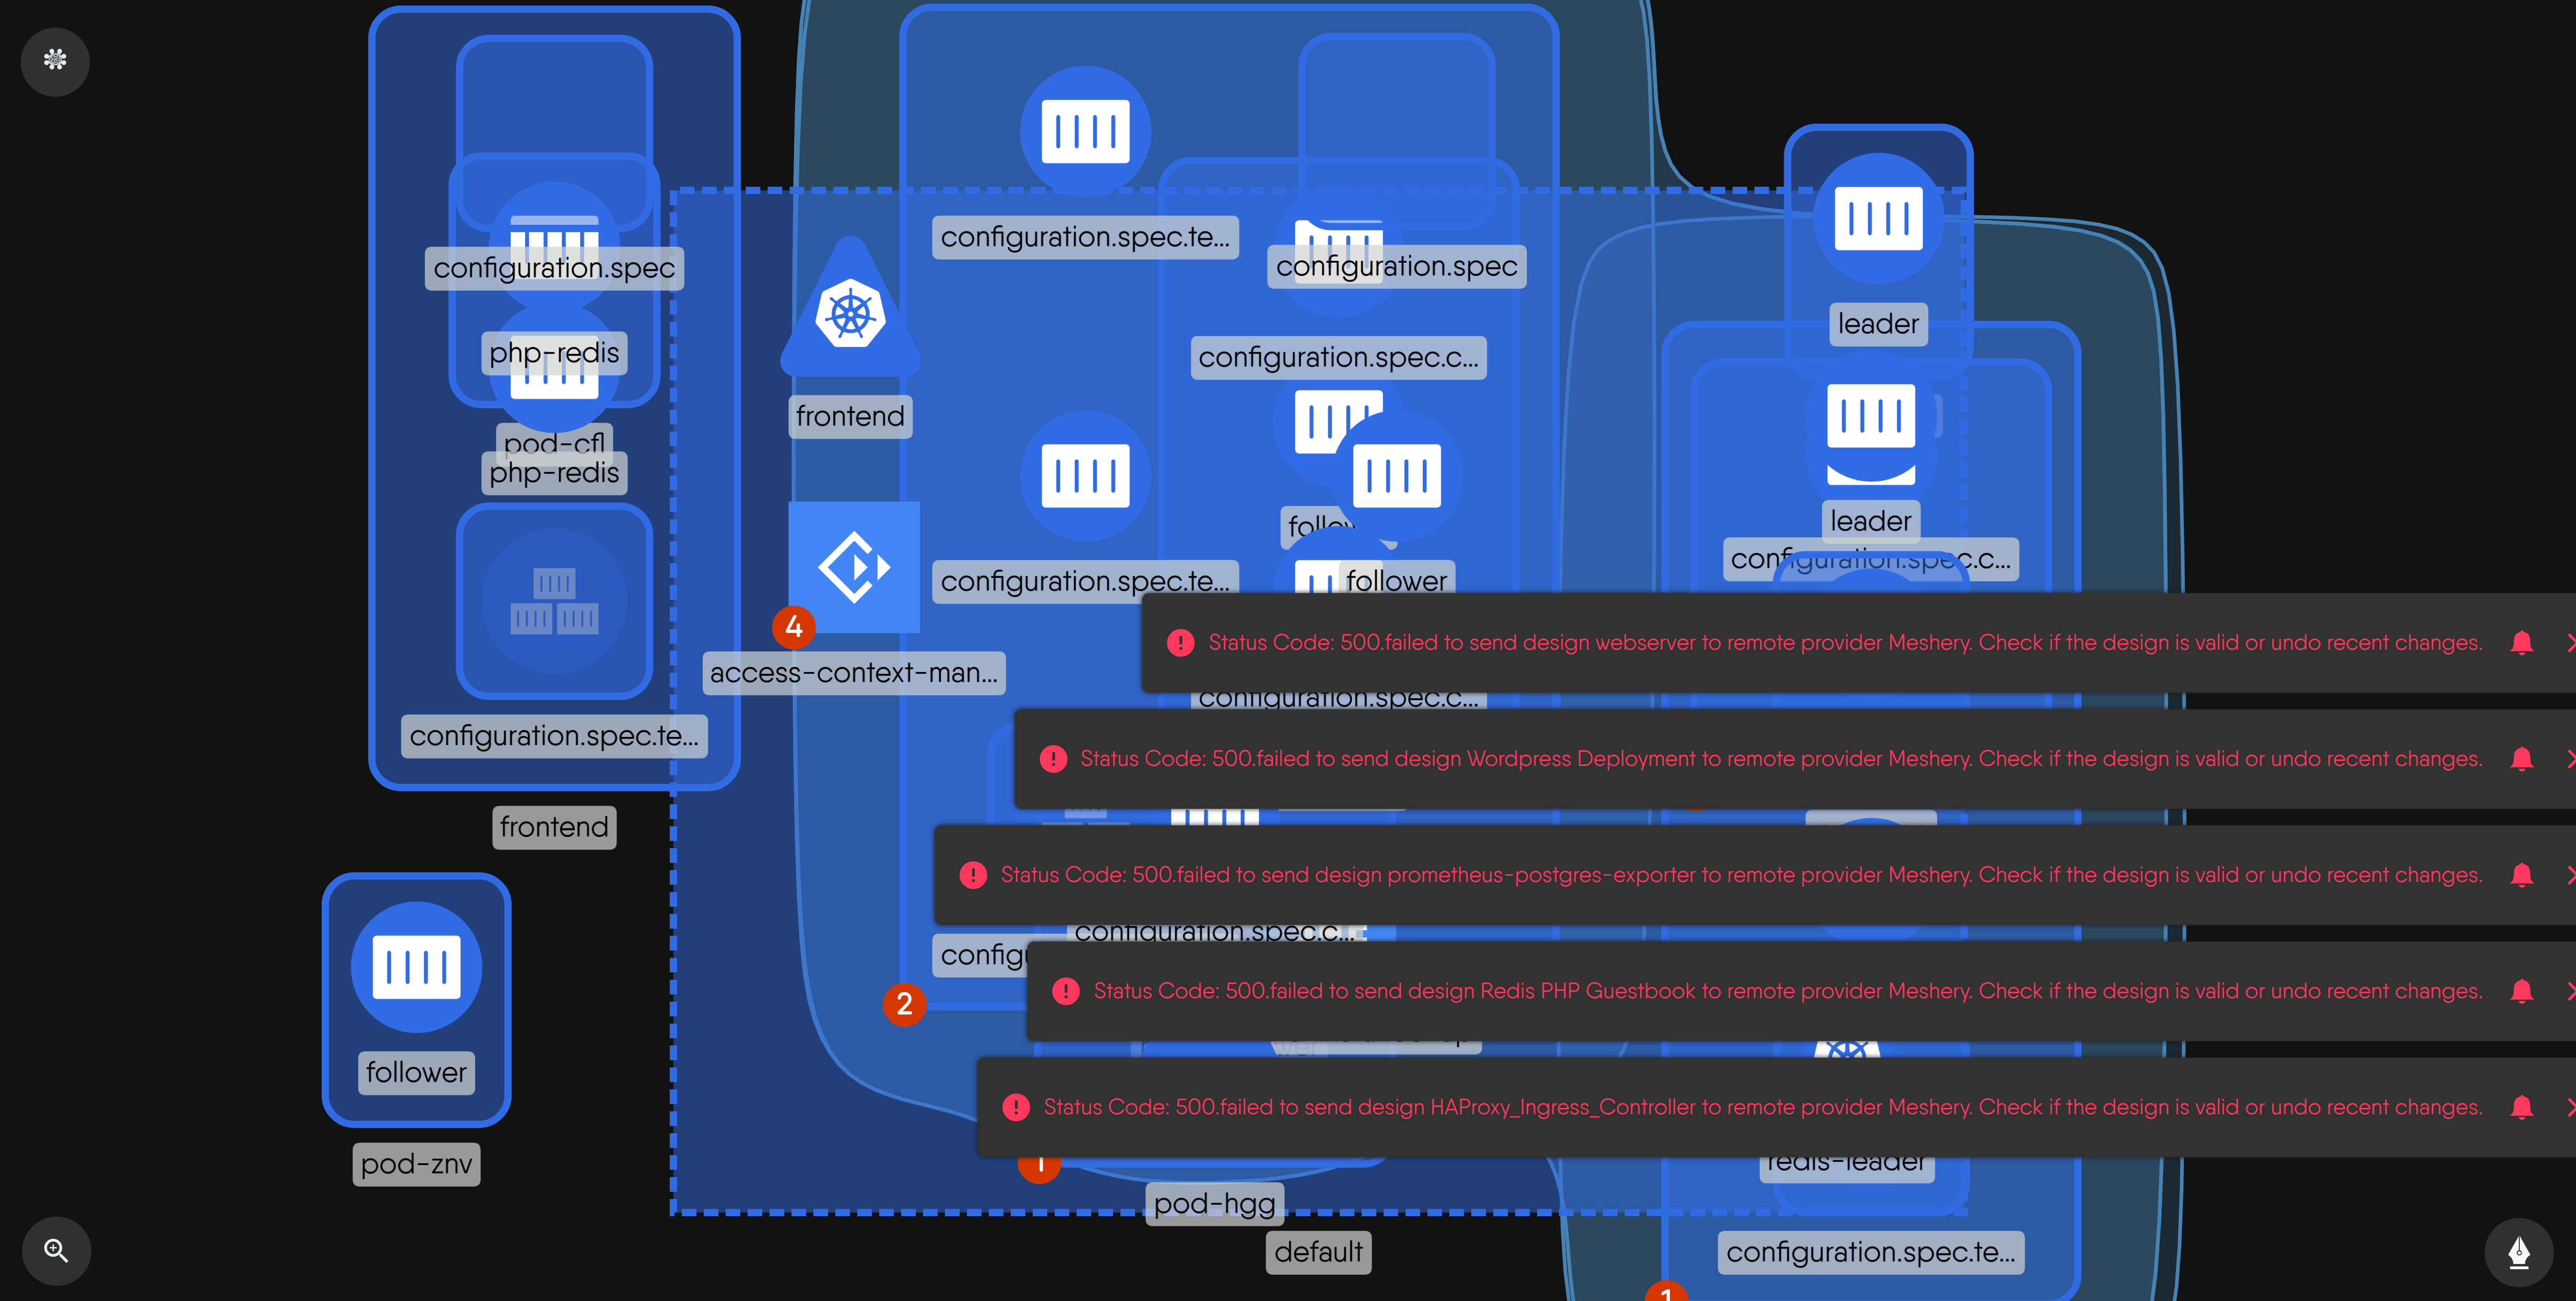 configuration.spec
php-redis
pod-cfl
php-redis
configuration.spec.te...
frontend
follower
pod-znv
frontend
4
access-context-man...
configuration.spec.te...
configuration.spec
configuration.spec.c...
configuration.spec.te...
follower
leader
leader
configuration.spec.c...
Status Code: 500.failed to send design webserver to remote provider Meshery. Check if the design is valid or undo recent changes.
configuration.spec.c...
Status Code: 500.failed to send design Wordpress Deployment to remote provider Meshery. Check if the design is valid or undo recent changes.
Status Code: 500.failed to send design prometheus-postgres-exporter to remote provider Meshery. Check if the design is valid or undo recent changes.
configuration.spec.c...
2
Status Code: 500.failed to send design Redis PHP Guestbook to remote provider Meshery. Check if the design is valid or undo recent changes.
Status Code: 500.failed to send design HAProxy_Ingress_Controller to remote provider Meshery. Check if the design is valid or undo recent changes.
1
redis-leader
pod-hgg
default
configuration.spec.te...
1